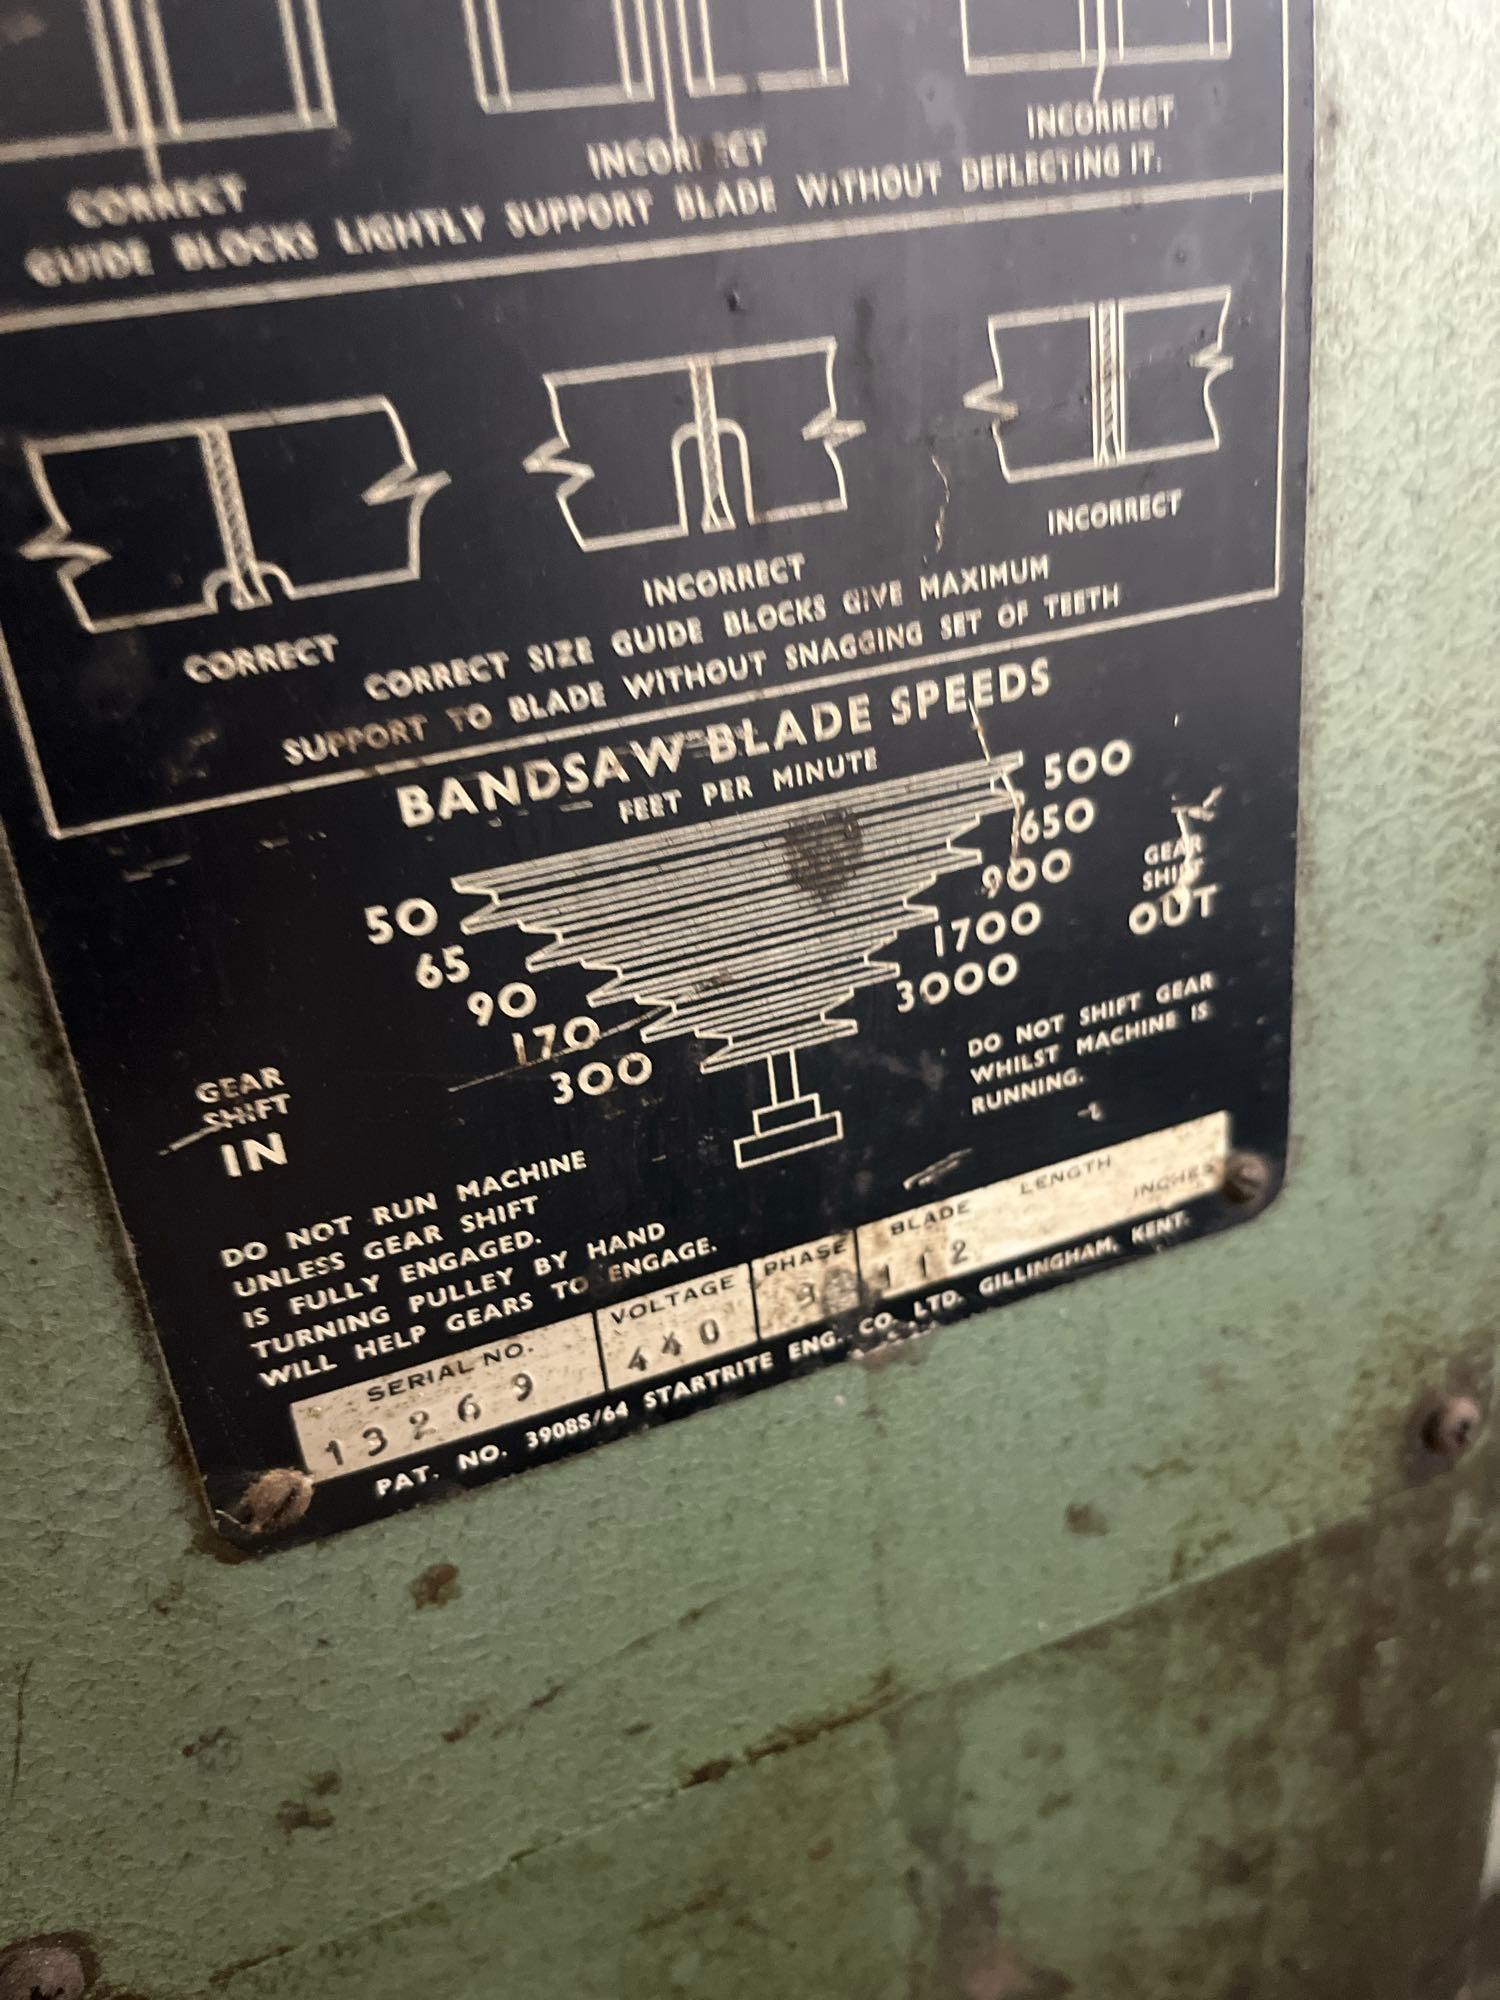 CORRECT
INCORRECT
INCORRECT
GUIDE BLOCKS LIGHTLY SUPPORT BLADE WITHOUT DEFLECTING IT.
CORRECT
INCORRECT
INCORRECT
CORRECT SIZE GUIDE BLOCKS GIVE MAXIMUM
SUPPORT TO BLADE WITHOUT SNAGGING SET OF TEETH
BANDSAW BLADE SPEEDS
FEET PER MINUTE
50
65
90
170
300
500
650
900
1700
3000
GEAR
SHIFT
IN
GEAR
SHIFT
OUT
DO NOT SHIFT GEAR
WHILST MACHINE IS
RUNNING.
DO NOT RUN MACHINE
UNLESS GEAR SHIFT
IS FULLY ENGAGED.
TURNING PULLEY BY HAND
WILL HELP GEARS TO ENGAGE.
SERIAL NO. VOLTAGE PHASE BLADE LENGTH
13269 440 3 112 INCHES
PAT. NO. 39085/64 STARTRITE ENG. CO. LTD. GILLINGHAM, KENT.